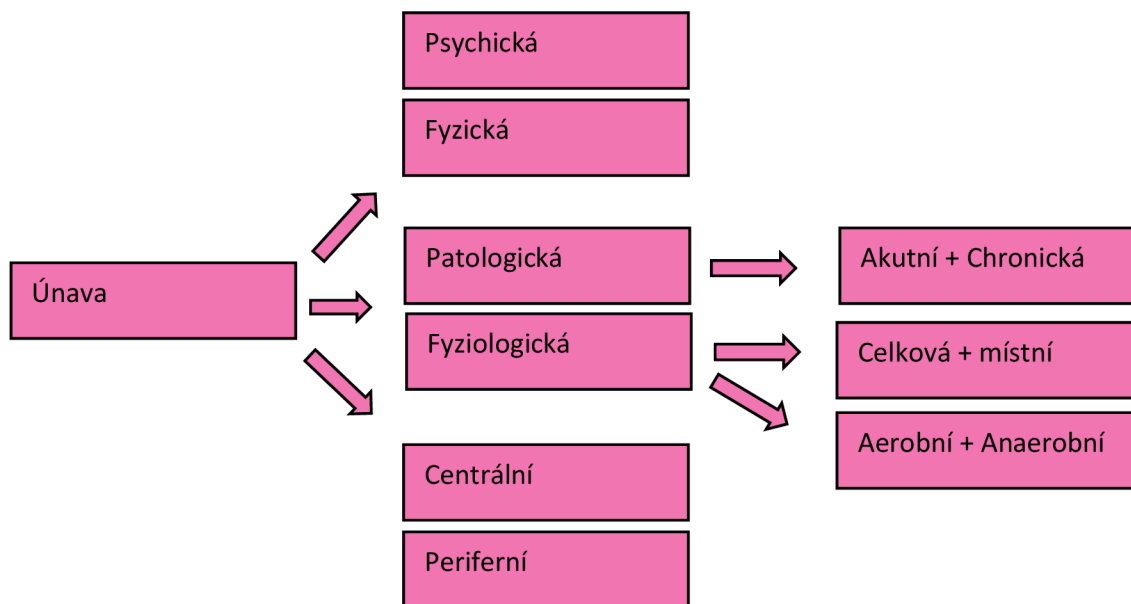 Psychická
Fyzická
Únava
Patologická
Fyziologická
Centrální
Periferní
Akutní + Chronická
Celková + místní
Aerobní + Anaerobní